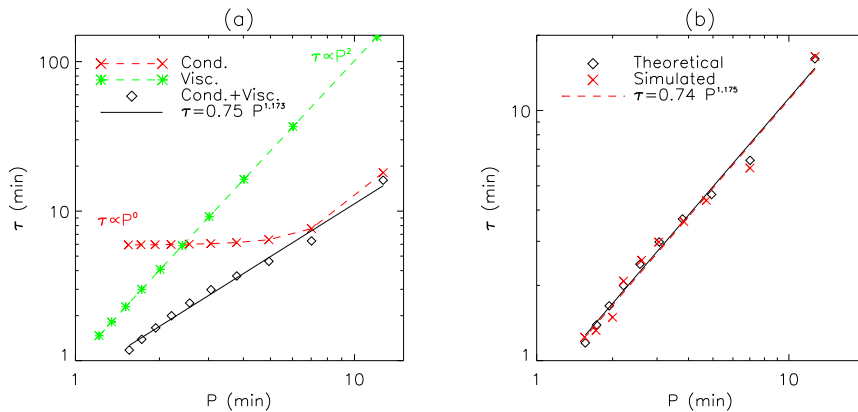 (a)
τ∝P²
Cond.
Visc.
Cond.+Visc.
τ=0.75 P^1.173
τ∝P⁰
100
10
1
τ (min)
1
10
P (min)
(b)
Theoretical
Simulated
τ=0.74 P^1.175
10
1
τ (min)
1
10
P (min)